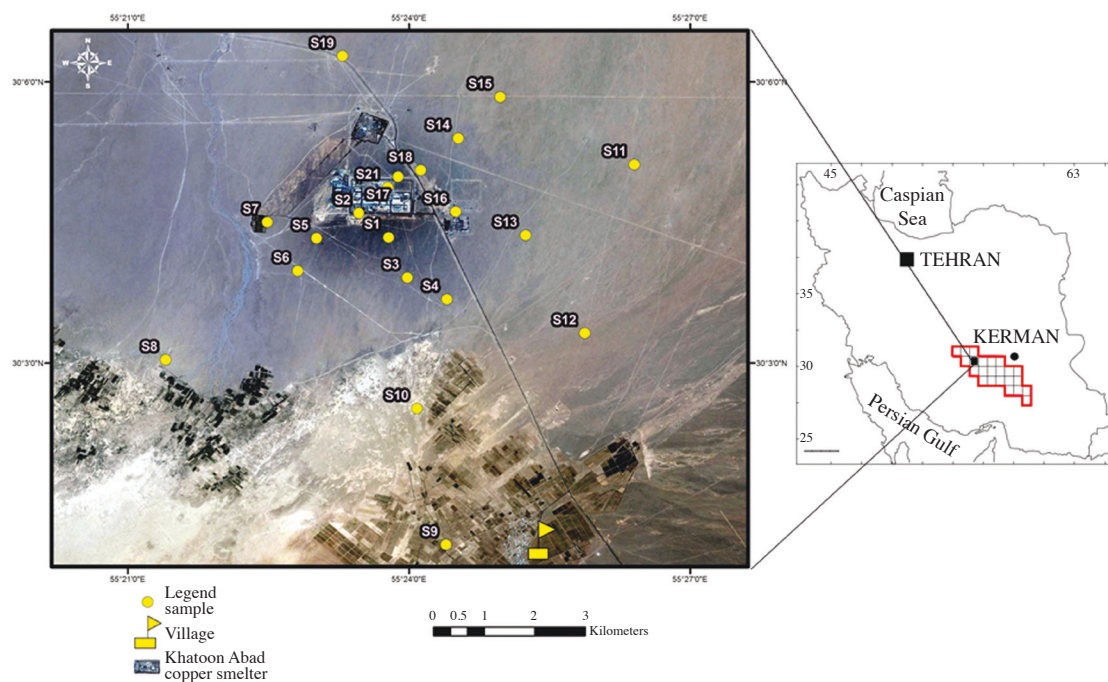 55°21'0"E 55°24'0"E 55°27'0"E
N
W E
S
S19
30°6'0"N 30°6'0"N
S15
S14
S18
S11
S21
S17
S2
S16
S7
S5
S1
S13
S6
S3
S4
S12
S8
30°3'0"N 30°3'0"N
S10
S9
55°21'0"E 55°24'0"E 55°27'0"E
Legend
sample
Village
Khatoon Abad
copper smelter
0 0.5 1 2 3
Kilometers
45 63
Caspian
Sea
TEHRAN
35
KERMAN
30
Persian Gulf
25